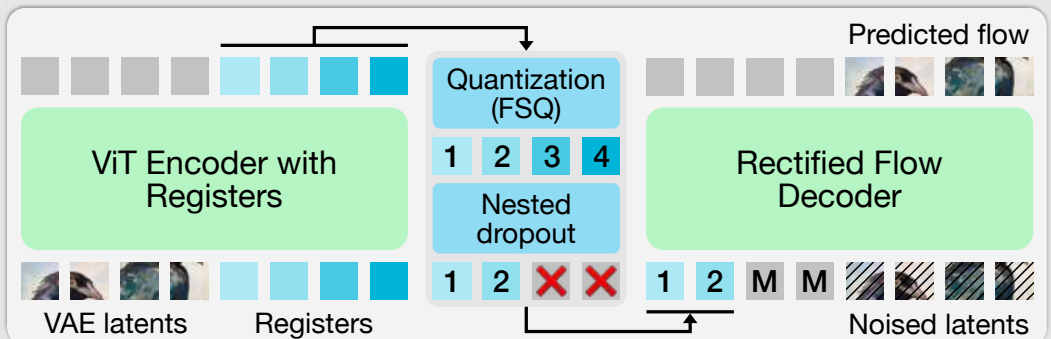 Predicted flow
Quantization
(FSQ)
ViT Encoder with
Registers
1 2 3 4
Rectified Flow
Decoder
Nested
dropout
1 2
1 2 M M
VAE latents
Registers
Noised latents